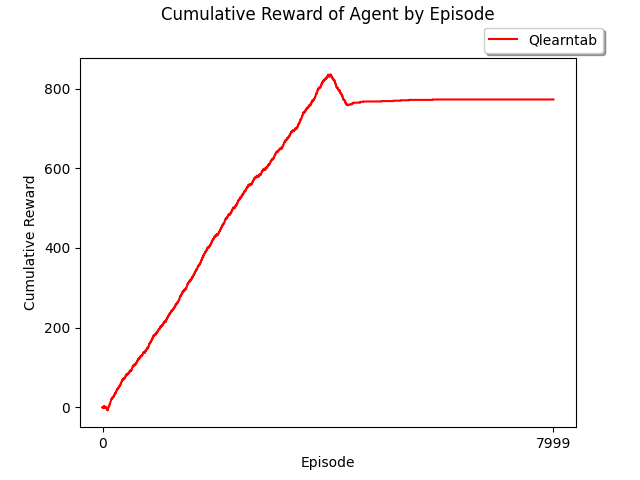 Cumulative Reward of Agent by Episode
Qlearntab
800
600
400
200
0
Cumulative Reward
0
7999
Episode